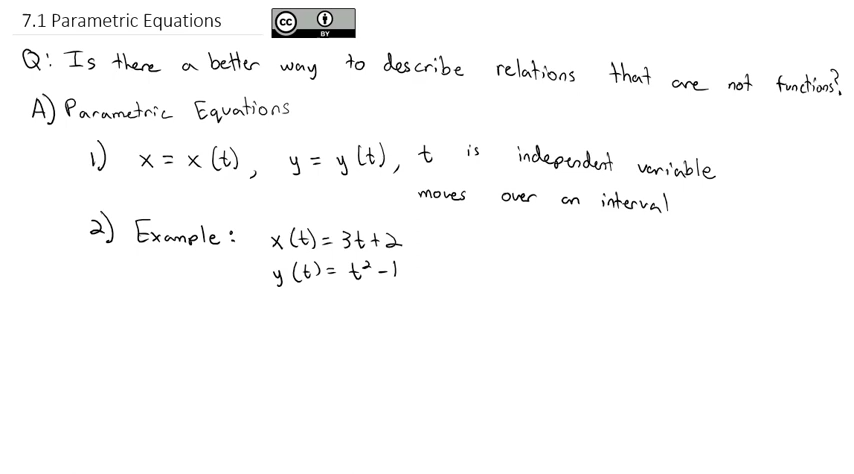 7.1 Parametric Equations
cc BY
Q: Is there a better way to describe relations that are not functions?
A) Parametric Equations
1) x = x(t), y = y(t), t is independent variable
moves over an interval
2) Example: x(t) = 3t+2
y(t) = t²-1